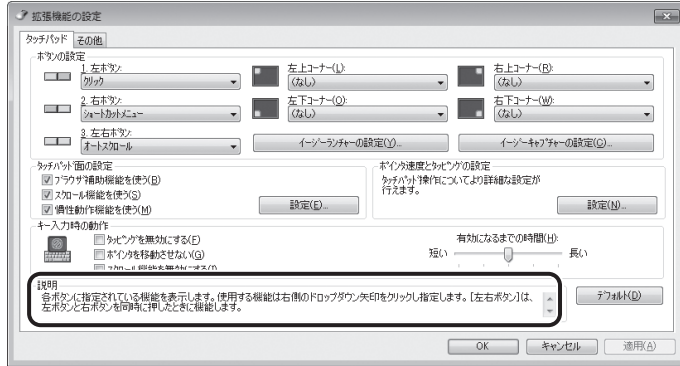 拡張機能の設定
タッチパッド その他
ボタンの設定
1. 左ボタン:
クリック
2. 右ボタン:
ショートカットメニュー
3. 左右ボタン:
オートスクロール
左上コーナー(L):
(なし)
左下コーナー(O):
(なし)
右上コーナー(R):
(なし)
右下コーナー(W):
(なし)
イージーランチャーの設定(Y)...
イージーキャプチャーの設定(C)...
タッチパッド面の設定
ブラウザ補助機能を使う(B)
スクロール機能を使う(S)
慣性動作機能を使う(M)
設定(E)...
ポインタ速度とタッピングの設定
タッチパッド操作についてより詳細な設定が
行えます。
設定(N)...
キー入力時の動作
タッピングを無効にする(F)
ポインタを移動させない(G)
スクロール機能を無効にする(I)
有効になるまでの時間(H):
短い 長い
説明
各ボタンに指定されている機能を表示します。使用する機能は右側のドロップダウン矢印をクリックし指定します。[左右ボタン]は、
左ボタンと右ボタンを同時に押したときに機能します。
デフォルト(D)
OK キャンセル 適用(A)